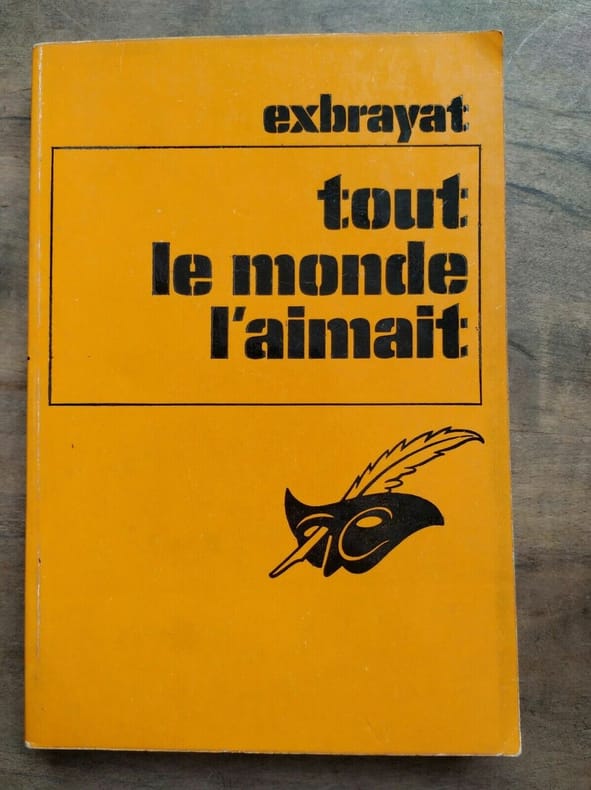 exbrayat
tout
le monde
l'aimait